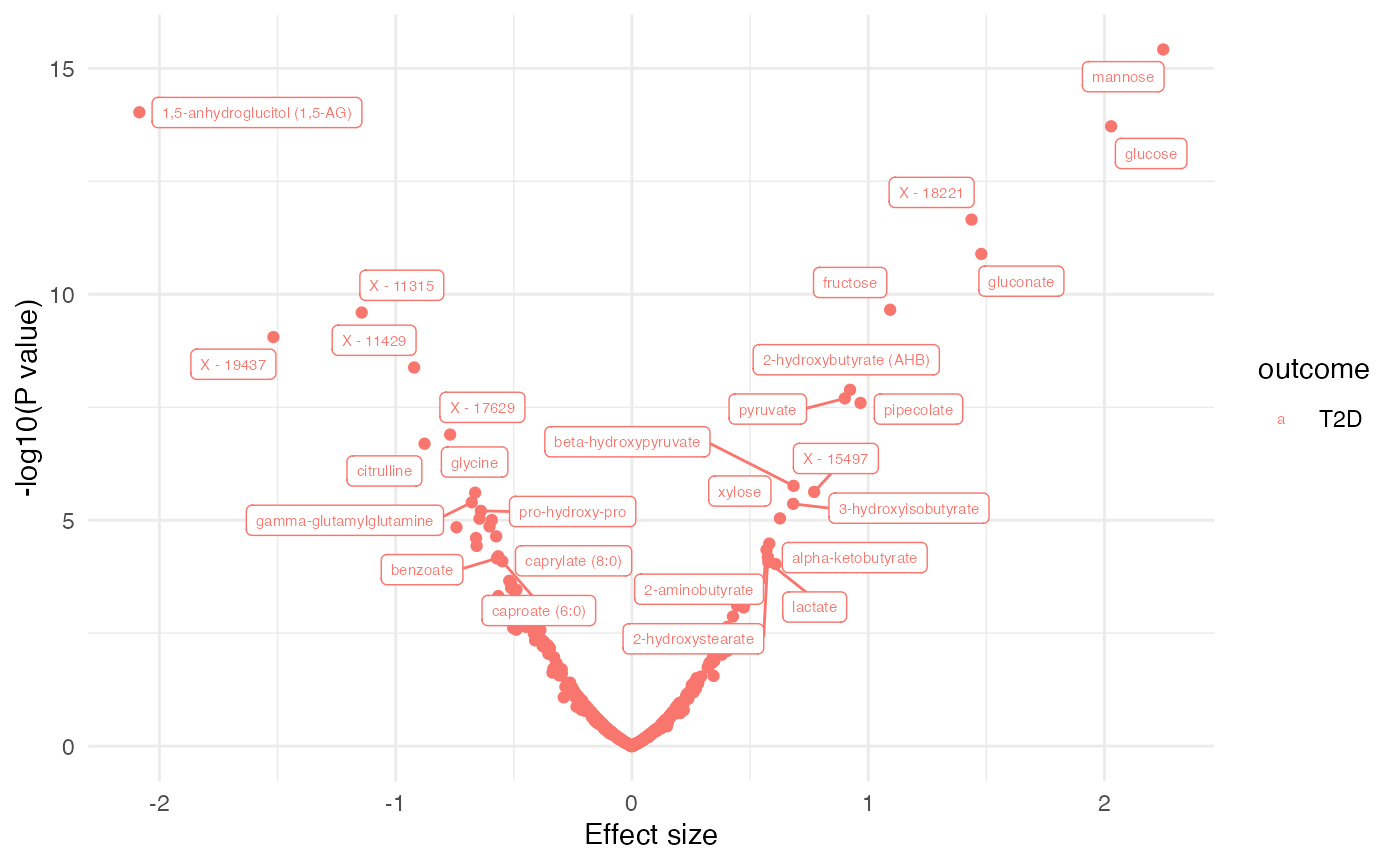 15
mannose
1,5-anhydroglucitol (1,5-AG)
glucose
X - 18221
X - 11315
fructose
gluconate
10
X - 11429
X - 19437
2-hydroxybutyrate (AHB)
outcome
a T2D
X - 17629
pyruvate
pipecolate
beta-hydroxypyruvate
glycine
citrulline
X - 15497
xylose
gamma-glutamylglutamine
pro-hydroxy-pro
3-hydroxyisobutyrate
5
benzoate
caprylate (8:0)
alpha-ketobutyrate
2-aminobutyrate
caproate (6:0)
lactate
2-hydroxystearate
0
-log10(P value)
-2 -1 0 1 2
Effect size